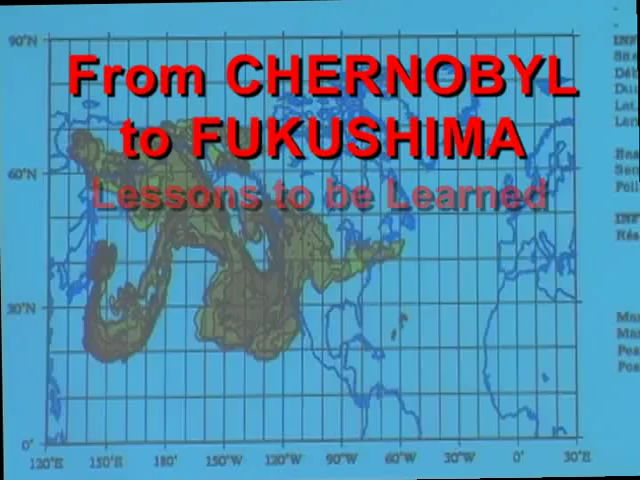 From CHERNOBYL
to FUKUSHIMA
Lessons to be Learned
90°N
60°N
30°N
0°
120°E 150°E 180° 150°W 120°W 90°W 60°W 30°W 0° 30°E